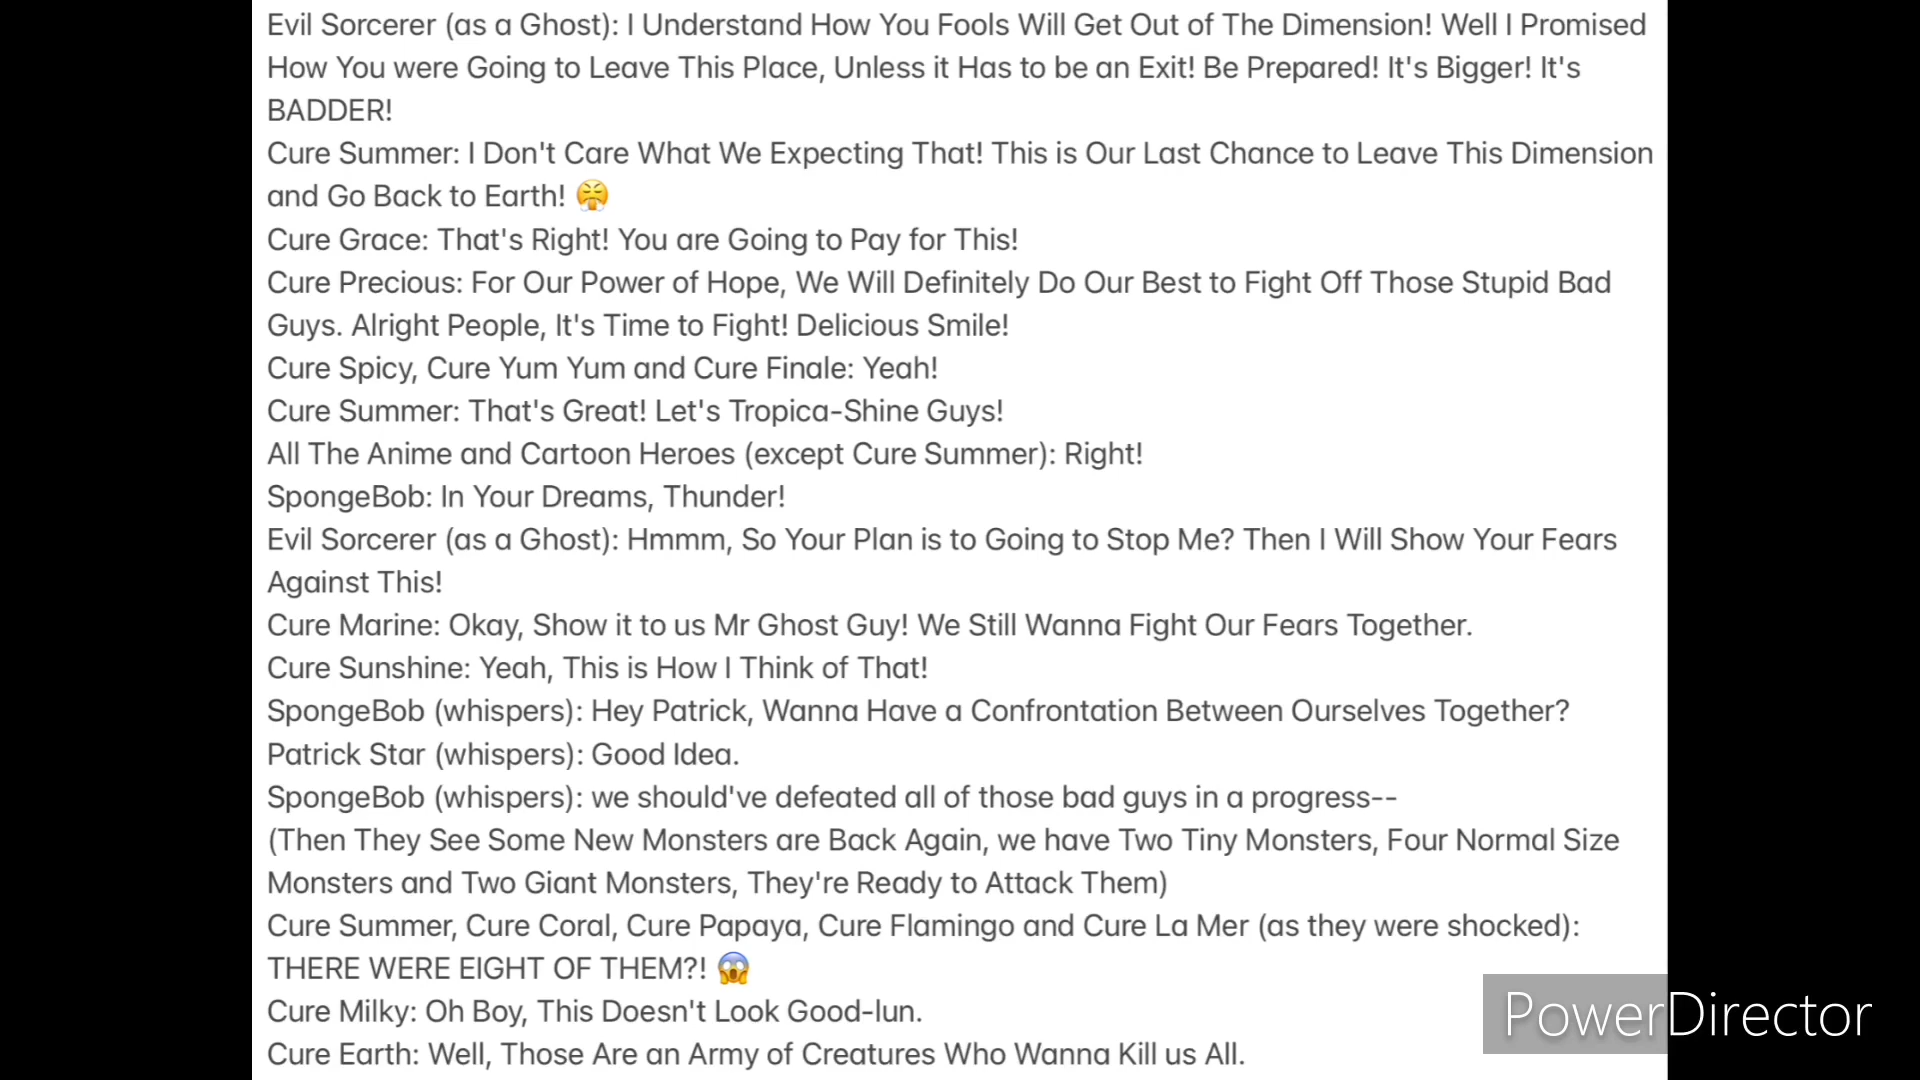 Evil Sorcerer (as a Ghost): I Understand How You Fools Will Get Out of The Dimension! Well I Promised
How You were Going to Leave This Place, Unless it Has to be an Exit! Be Prepared! It's Bigger! It's
BADDER!
Cure Summer: I Don't Care What We Expecting That! This is Our Last Chance to Leave This Dimension
and Go Back to Earth! 😤
Cure Grace: That's Right! You are Going to Pay for This!
Cure Precious: For Our Power of Hope, We Will Definitely Do Our Best to Fight Off Those Stupid Bad
Guys. Alright People, It's Time to Fight! Delicious Smile!
Cure Spicy, Cure Yum Yum and Cure Finale: Yeah!
Cure Summer: That's Great! Let's Tropica-Shine Guys!
All The Anime and Cartoon Heroes (except Cure Summer): Right!
SpongeBob: In Your Dreams, Thunder!
Evil Sorcerer (as a Ghost): Hmmm, So Your Plan is to Going to Stop Me? Then I Will Show Your Fears
Against This!
Cure Marine: Okay, Show it to us Mr Ghost Guy! We Still Wanna Fight Our Fears Together.
Cure Sunshine: Yeah, This is How I Think of That!
SpongeBob (whispers): Hey Patrick, Wanna Have a Confrontation Between Ourselves Together?
Patrick Star (whispers): Good Idea.
SpongeBob (whispers): we should've defeated all of those bad guys in a progress--
(Then They See Some New Monsters are Back Again, we have Two Tiny Monsters, Four Normal Size
Monsters and Two Giant Monsters, They're Ready to Attack Them)
Cure Summer, Cure Coral, Cure Papaya, Cure Flamingo and Cure La Mer (as they were shocked):
THERE WERE EIGHT OF THEM?! 😱
Cure Milky: Oh Boy, This Doesn't Look Good-lun.
Cure Earth: Well, Those Are an Army of Creatures Who Wanna Kill us All.
PowerDirector